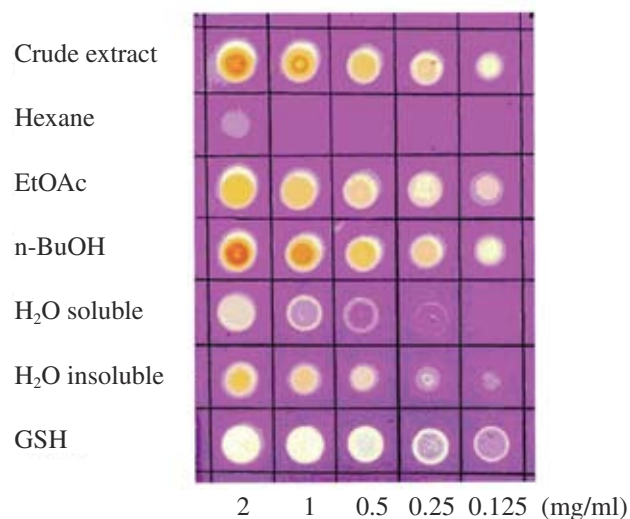 Crude extract
Hexane
EtOAc
n-BuOH
H₂O soluble
H₂O insoluble
GSH
2 1 0.5 0.25 0.125 (mg/ml)